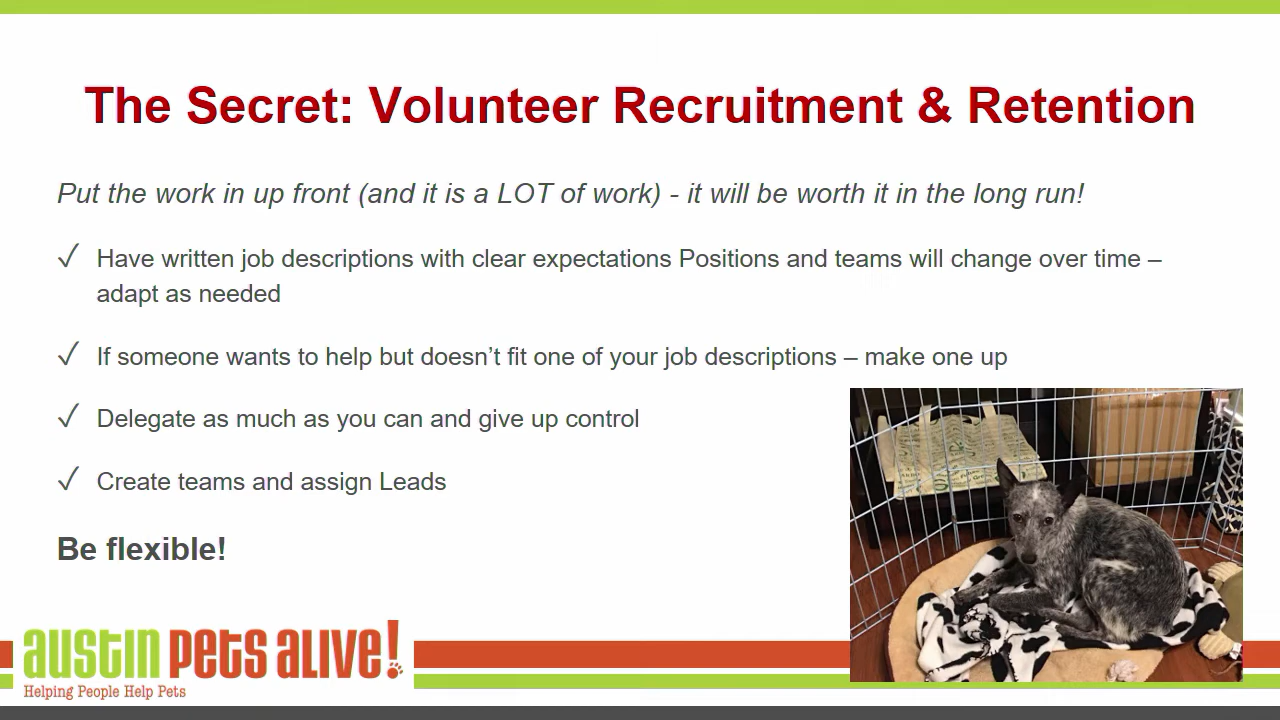 The Secret: Volunteer Recruitment & Retention
Put the work in up front (and it is a LOT of work) - it will be worth it in the long run!
✓ Have written job descriptions with clear expectations Positions and teams will change over time –
adapt as needed
✓ If someone wants to help but doesn’t fit one of your job descriptions – make one up
✓ Delegate as much as you can and give up control
✓ Create teams and assign Leads
Be flexible!
austin pets alive!
Helping People Help Pets